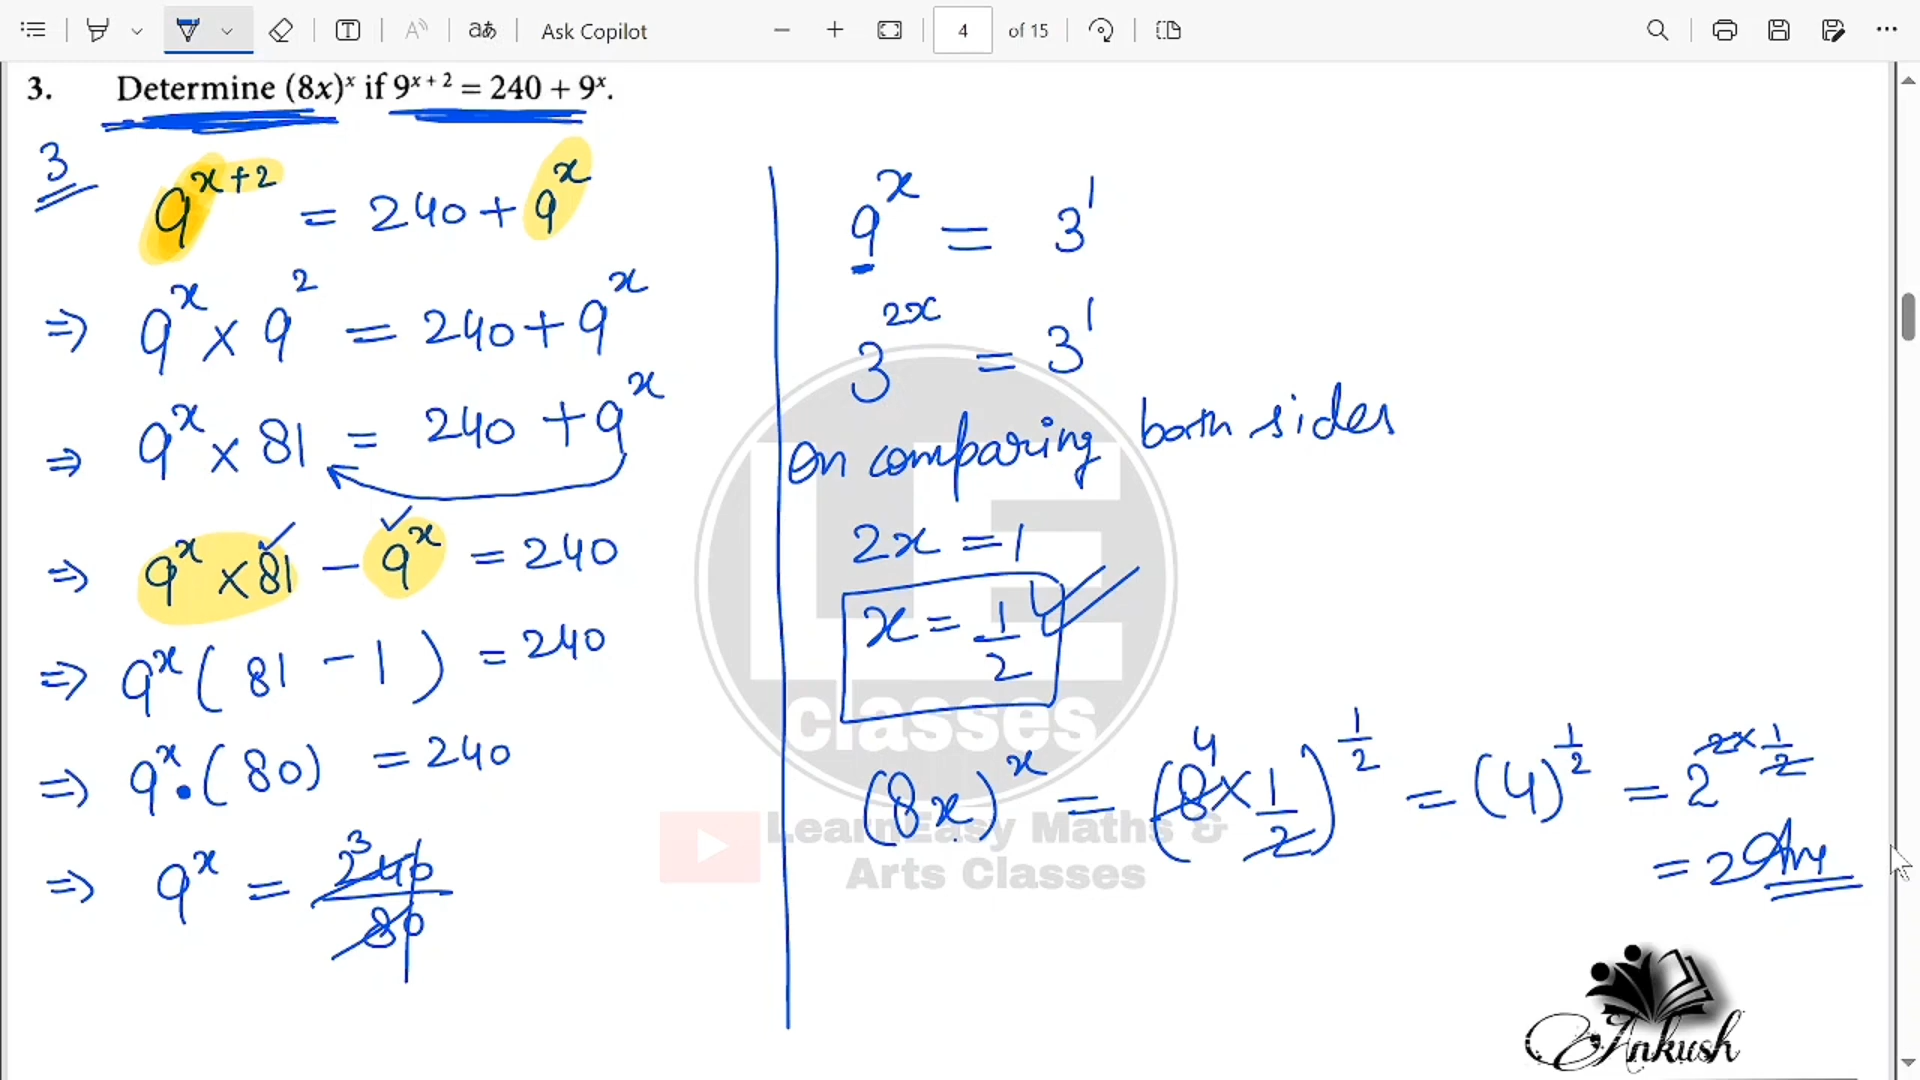 Ask Copilot 4 of 15
3. Determine (8x)ˣ if 9ˣ⁺² = 240 + 9ˣ.
3
9^(x+2) = 240 + 9^x
⇒ 9^x × 9^2 = 240 + 9^x
⇒ 9^x × 81 = 240 + 9^x
⇒ 9^x × 81 − 9^x = 240
⇒ 9^x ( 81 − 1 ) = 240
⇒ 9^x . (80) = 240
⇒ 9^x = 240/80 3
9^x = 3^1
3^2x = 3^1
On comparing both sides
2x = 1
x = 1/2
(8x)^x = (8 × 1/2)^1/2 = (4)^1/2 = 2^(2 × 1/2)
4
= 2 Ans
LE
classes
LearnEasy Maths &
Arts Classes
Ankush